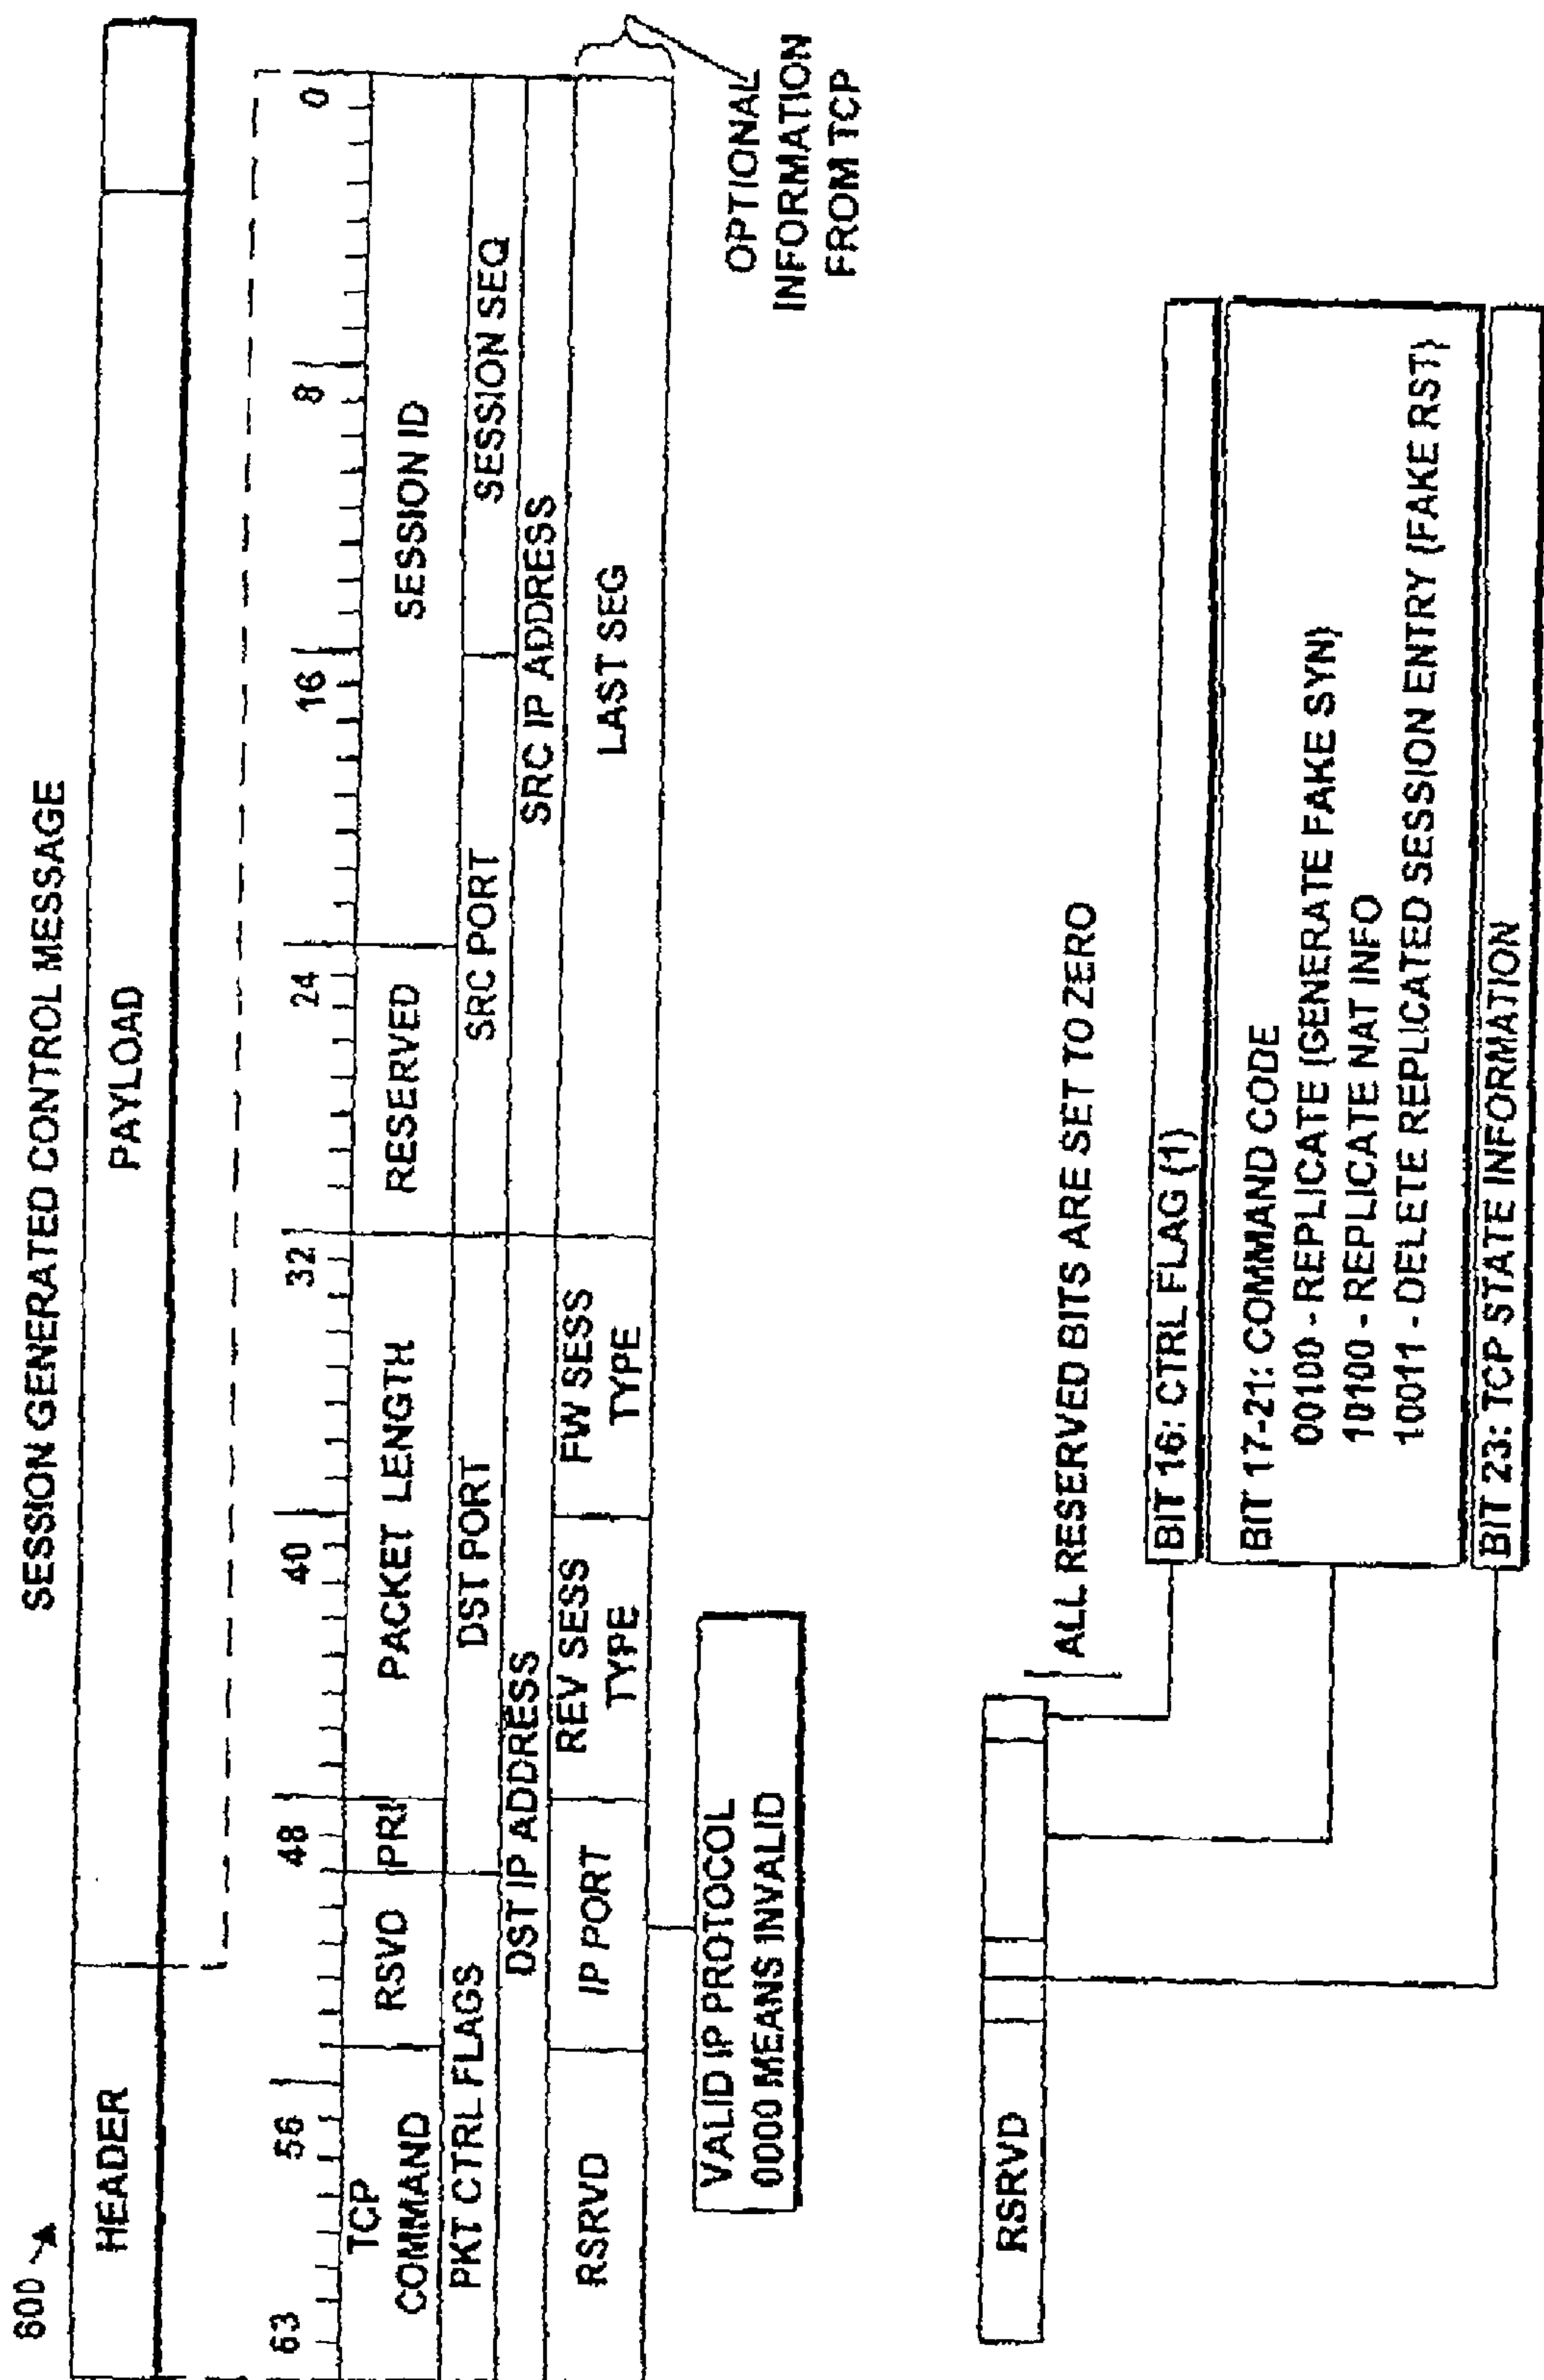 SESSION GENERATED CONTROL MESSAGE
600
HEADER
PAYLOAD
63 56 48 40 32 24 16 8 0
TCP COMMAND
RSVD
PRI
PACKET LENGTH
RESERVED
SESSION ID
PKT CTRL FLAGS
DST PORT
SRC PORT
SESSION SEQ
DST IP ADDRESS
SRC IP ADDRESS
RSRVD
IP PORT
REV SESS
TYPE
FW SESS
TYPE
LAST SEG
OPTIONAL
INFORMATION
FROM TCP
VALID IP PROTOCOL
0000 MEANS INVALID
RSRVD
ALL RESERVED BITS ARE SET TO ZERO
BIT 16: CTRL FLAG (1)
BIT 17-21: COMMAND CODE
00100 - REPLICATE (GENERATE FAKE SYN)
10100 - REPLICATE NAT INFO
10011 - DELETE REPLICATED SESSION ENTRY (FAKE RST)
BIT 23: TCP STATE INFORMATION